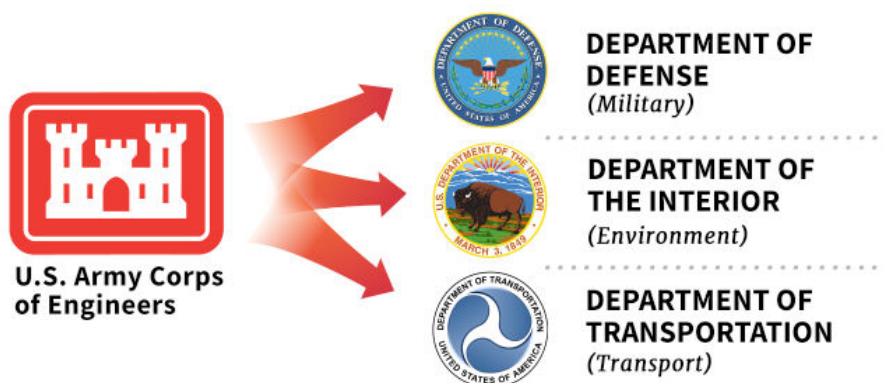 U.S. Army Corps
of Engineers
DEPARTMENT OF DEFENSE
UNITED STATES OF AMERICA
DEPARTMENT OF
DEFENSE
(Military)
U.S. DEPARTMENT OF THE INTERIOR
MARCH 3, 1849
DEPARTMENT OF
THE INTERIOR
(Environment)
DEPARTMENT OF TRANSPORTATION
UNITED STATES OF AMERICA
DEPARTMENT OF
TRANSPORTATION
(Transport)